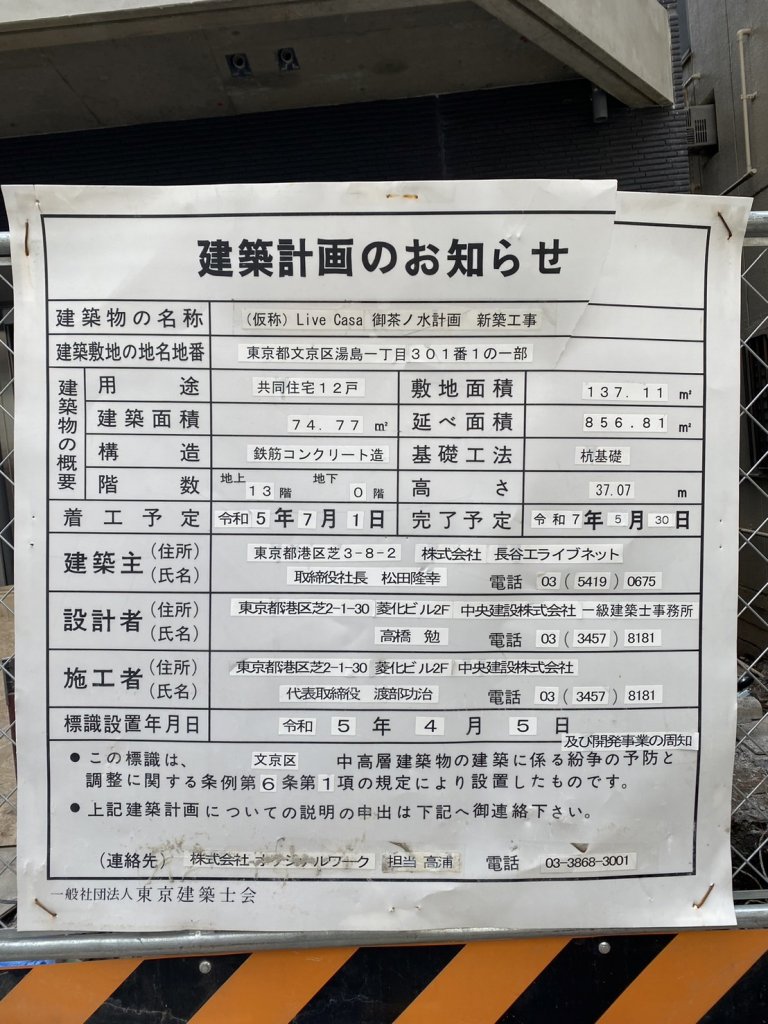 建築計画のお知らせ
建築物の名称 (仮称) Live Casa 御茶ノ水計画 新築工事
建築敷地の地名地番 東京都文京区湯島一丁目301番1の一部
建築物の概要
用途 共同住宅12戸 敷地面積 137.11 ㎡
建築面積 74.77 ㎡ 延べ面積 856.81 ㎡
構造 鉄筋コンクリート造 基礎工法 杭基礎
階数 地上 13 階 地下 0 階 高さ 37.07 m
着工予定 令和5年7月1日 完了予定 令和7年5月30日
建築主 (住所) 東京都港区芝3-8-2 株式会社 長谷工ライブネット
(氏名) 取締役社長 松田隆幸 電話 03 (5419) 0675
設計者 (住所) 東京都港区芝2-1-30 菱化ビル2F 中央建設株式会社 一級建築士事務所
(氏名) 高橋 勉 電話 03 (3457) 8181
施工者 (住所) 東京都港区芝2-1-30 菱化ビル2F 中央建設株式会社
(氏名) 代表取締役 渡部功治 電話 03 (3457) 8181
標識設置年月日 令和 5 年 4 月 5 日
及び開発事業の周知
● この標識は、 文京区 中高層建築物の建築に係る紛争の予防と
調整に関する条例第6条第1項の規定により設置したものです。
● 上記建築計画についての説明の申出は下記へ御連絡下さい。
(連絡先) 株式会社 ナルワーク 担当 高浦 電話 03-3868-3001
一般社団法人 東京建築士会